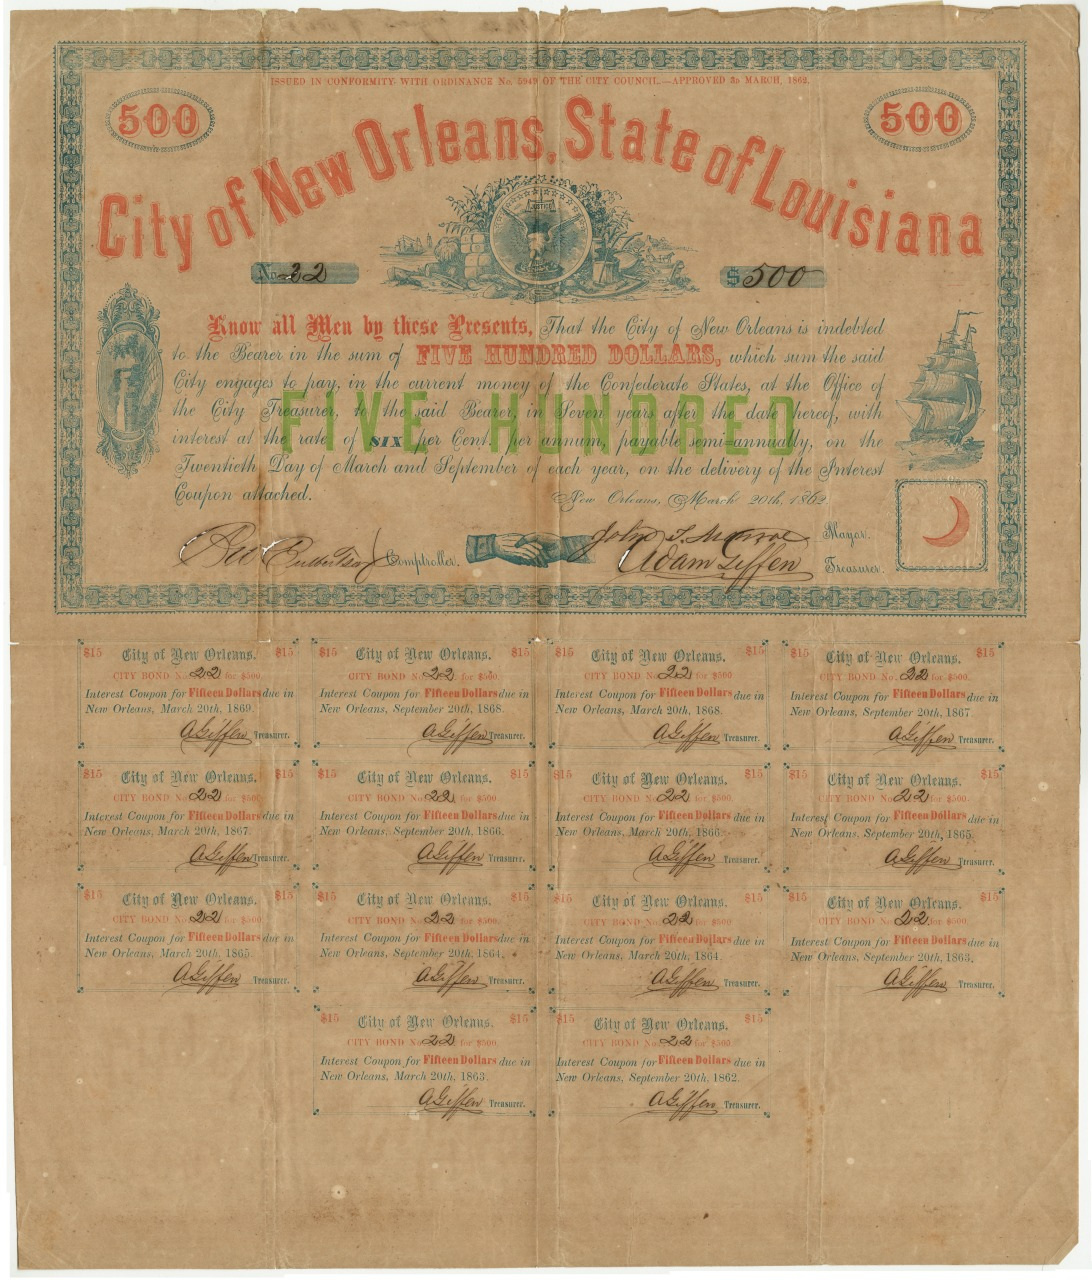 ISSUED IN CONFORMITY WITH ORDINANCE No. 5949 OF THE CITY COUNCIL.—APPROVED 3D MARCH, 1862.
500 500
City of New Orleans, State of Louisiana
JUSTICE
No. 22 $500
Know all Men by these Presents, That the City of New Orleans is indebted
to the Bearer in the sum of FIVE HUNDRED DOLLARS, which sum the said
City engages to pay, in the current money of the Confederate States, at the Office of
the City Treasurer, to the said Bearer, in Seven years after the date hereof, with
FIVE HUNDRED
interest at the rate of SIX per Cent. per annum, payable semi-annually, on the
Twentieth Day of March and September of each year, on the delivery of the Interest
Coupon attached.
New Orleans, March 20th, 1862
Geo Culbertson Comptroller. John T. Monroe Mayor.
Adam Giffen Treasurer.
$15 City of New Orleans. $15
CITY BOND No. 22 for $500
Interest Coupon for Fifteen Dollars due in
New Orleans, March 20th, 1869.
A Giffen Treasurer.
$15 City of New Orleans. $15
CITY BOND No. 22 for $500.
Interest Coupon for Fifteen Dollars due in
New Orleans, September 20th, 1868.
A Giffen Treasurer.
$15 City of New Orleans. $15
CITY BOND No. 22 for $500
Interest Coupon for Fifteen Dollars due in
New Orleans, March 20th, 1868.
A Giffen Treasurer.
$15 City of New Orleans. $15
CITY BOND No. 22 for $500.
Interest Coupon for Fifteen Dollars due in
New Orleans, September 20th, 1867
A Giffen Treasurer.
$15 City of New Orleans. $15
CITY BOND No. 22 for $500.
Interest Coupon for Fifteen Dollars due in
New Orleans, March 20th, 1867.
A Giffen Treasurer.
$15 City of New Orleans. $15
CITY BOND No. 22 for $500.
Interest Coupon for Fifteen Dollars due in
New Orleans, September 20th, 1866.
A Giffen Treasurer.
$15 City of New Orleans. $15
CITY BOND No. 22 for $500.
Interest Coupon for Fifteen Dollars due in
New Orleans, March 20th, 1866.
A Giffen Treasurer.
$15 City of New Orleans. $15
CITY BOND No. 22 for $500.
Interest Coupon for Fifteen Dollars due in
New Orleans, September 20th, 1865.
A Giffen Treasurer.
$15 City of New Orleans. $15
CITY BOND No. 22 for $500
Interest Coupon for Fifteen Dollars due in
New Orleans, March 20th, 1865.
A Giffen Treasurer.
$15 City of New Orleans. $15
CITY BOND No. 22 for $500.
Interest Coupon for Fifteen Dollars due in
New Orleans, September 20th, 1864.
A Giffen Treasurer.
$15 City of New Orleans. $15
CITY BOND No. 22 for $500.
Interest Coupon for Fifteen Dollars due in
New Orleans, March 20th, 1864.
A Giffen Treasurer.
$15 City of New Orleans. $15
CITY BOND No. 22 for $500.
Interest Coupon for Fifteen Dollars due in
New Orleans, September 20th, 1863.
A Giffen Treasurer.
$15 City of New Orleans. $15
CITY BOND No. 22 for $500.
Interest Coupon for Fifteen Dollars due in
New Orleans, March 20th, 1863.
A Giffen Treasurer.
$15 City of New Orleans. $15
CITY BOND No. 22 for $500.
Interest Coupon for Fifteen Dollars due in
New Orleans, September 20th, 1862.
A Giffen Treasurer.